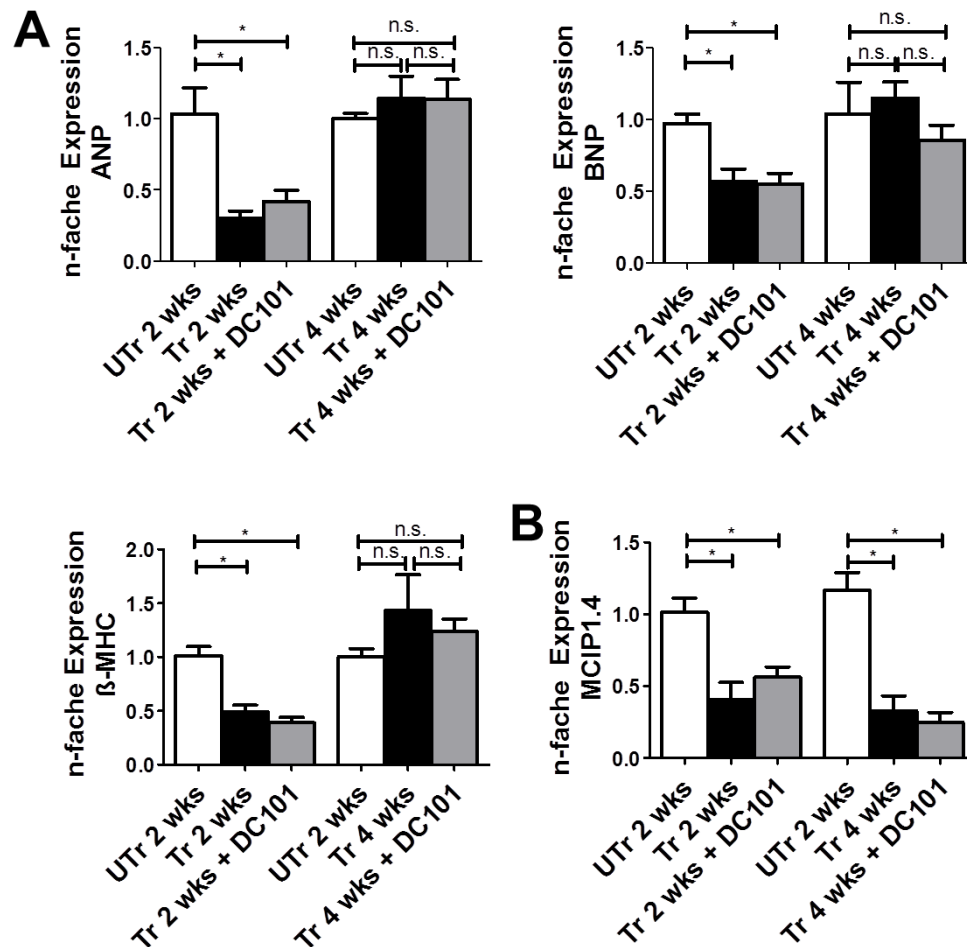 A
n-fache Expression
ANP
*
*
n.s.
n.s. n.s.
1.5
1.0
0.5
0.0
UTr 2 wks
Tr 2 wks
Tr 2 wks + DC101
UTr 4 wks
Tr 4 wks
Tr 4 wks + DC101
n-fache Expression
BNP
*
*
n.s.
n.s. n.s.
1.5
1.0
0.5
0.0
UTr 2 wks
Tr 2 wks
Tr 2 wks + DC101
UTr 4 wks
Tr 4 wks
Tr 4 wks + DC101
n-fache Expression
ß-MHC
*
*
n.s.
n.s. n.s.
2.0
1.5
1.0
0.5
0.0
UTr 2 wks
Tr 2 wks
Tr 2 wks + DC101
UTr 2 wks
Tr 4 wks
Tr 4 wks + DC101
B
n-fache Expression
MCIP1.4
*
*
*
*
1.5
1.0
0.5
0.0
UTr 2 wks
Tr 2 wks
Tr 2 wks + DC101
UTr 2 wks
Tr 4 wks
Tr 4 wks + DC101